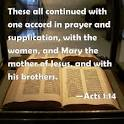 These all continued with
one accord in prayer and
supplication, with the
women, and Mary the
mother of Jesus, and with
his brothers.
—Acts 1:14